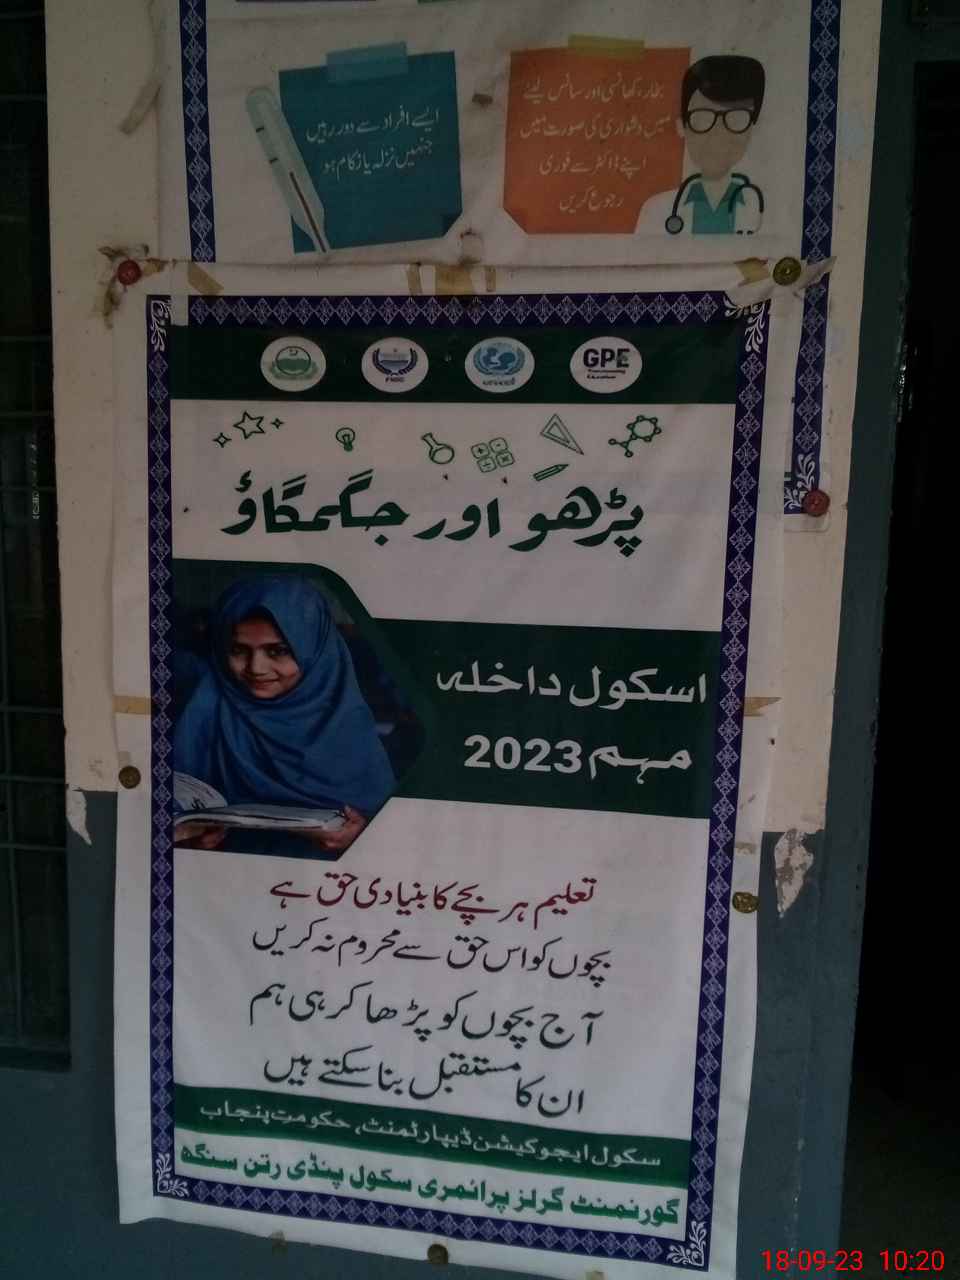 ایسے افراد سے دور رہیں
جنہیں نزلہ یا زکام ہو
بخار، کھانسی اور سانس لینے
میں دشواری کی صورت میں
اپنے ڈاکٹر سے فوری
رجوع کریں
PMIU
unicef
GPE
پڑھو اور جگمگاؤ
اسکول داخلہ
مہم 2023
تعلیم ہر بچے کا بنیادی حق ہے
بچوں کو اس حق سے محروم نہ کریں
آج بچوں کو پڑھا کر ہی ہم
ان کا مستقبل بنا سکتے ہیں
سکول ایجوکیشن ڈیپارٹمنٹ، حکومت پنجاب
گورنمنٹ گرلز پرائمری سکول پنڈی رتن سنگھ
18-09-23 10:20